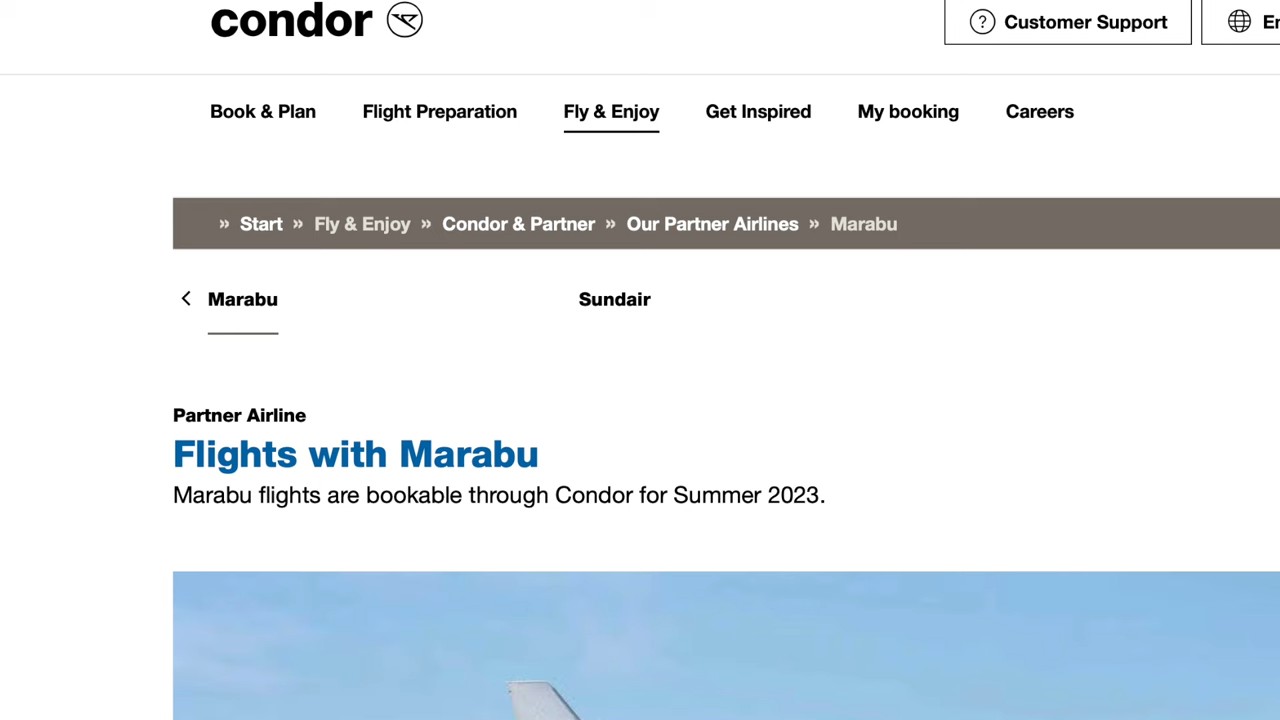 condor
Customer Support
Book & Plan Flight Preparation Fly & Enjoy Get Inspired My booking Careers
» Start » Fly & Enjoy » Condor & Partner » Our Partner Airlines » Marabu
Marabu Sundair
Partner Airline
Flights with Marabu
Marabu flights are bookable through Condor for Summer 2023.